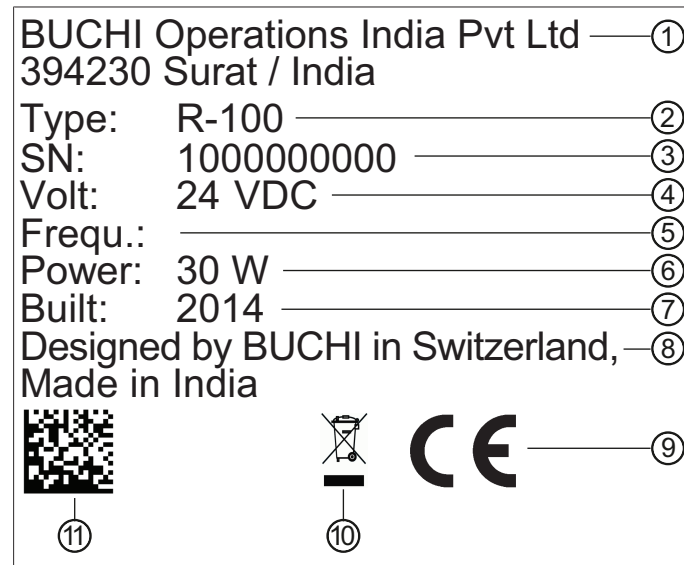 BUCHI Operations India Pvt Ltd ①
394230 Surat / India
Type: R-100 ②
SN: 1000000000 ③
Volt: 24 VDC ④
Frequ.: ⑤
Power: 30 W ⑥
Built: 2014 ⑦
Designed by BUCHI in Switzerland, ⑧
Made in India
CE ⑨
⑪ ⑩